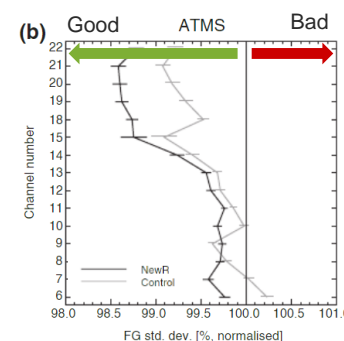 (b) Good ATMS Bad
22
21
20
19
18
15
14
13
12
11
10
9
8
7
6
Channel number
NewR
Control
98.0 98.5 99.0 99.5 100.0 100.5 101.0
FG std. dev. [%, normalised]